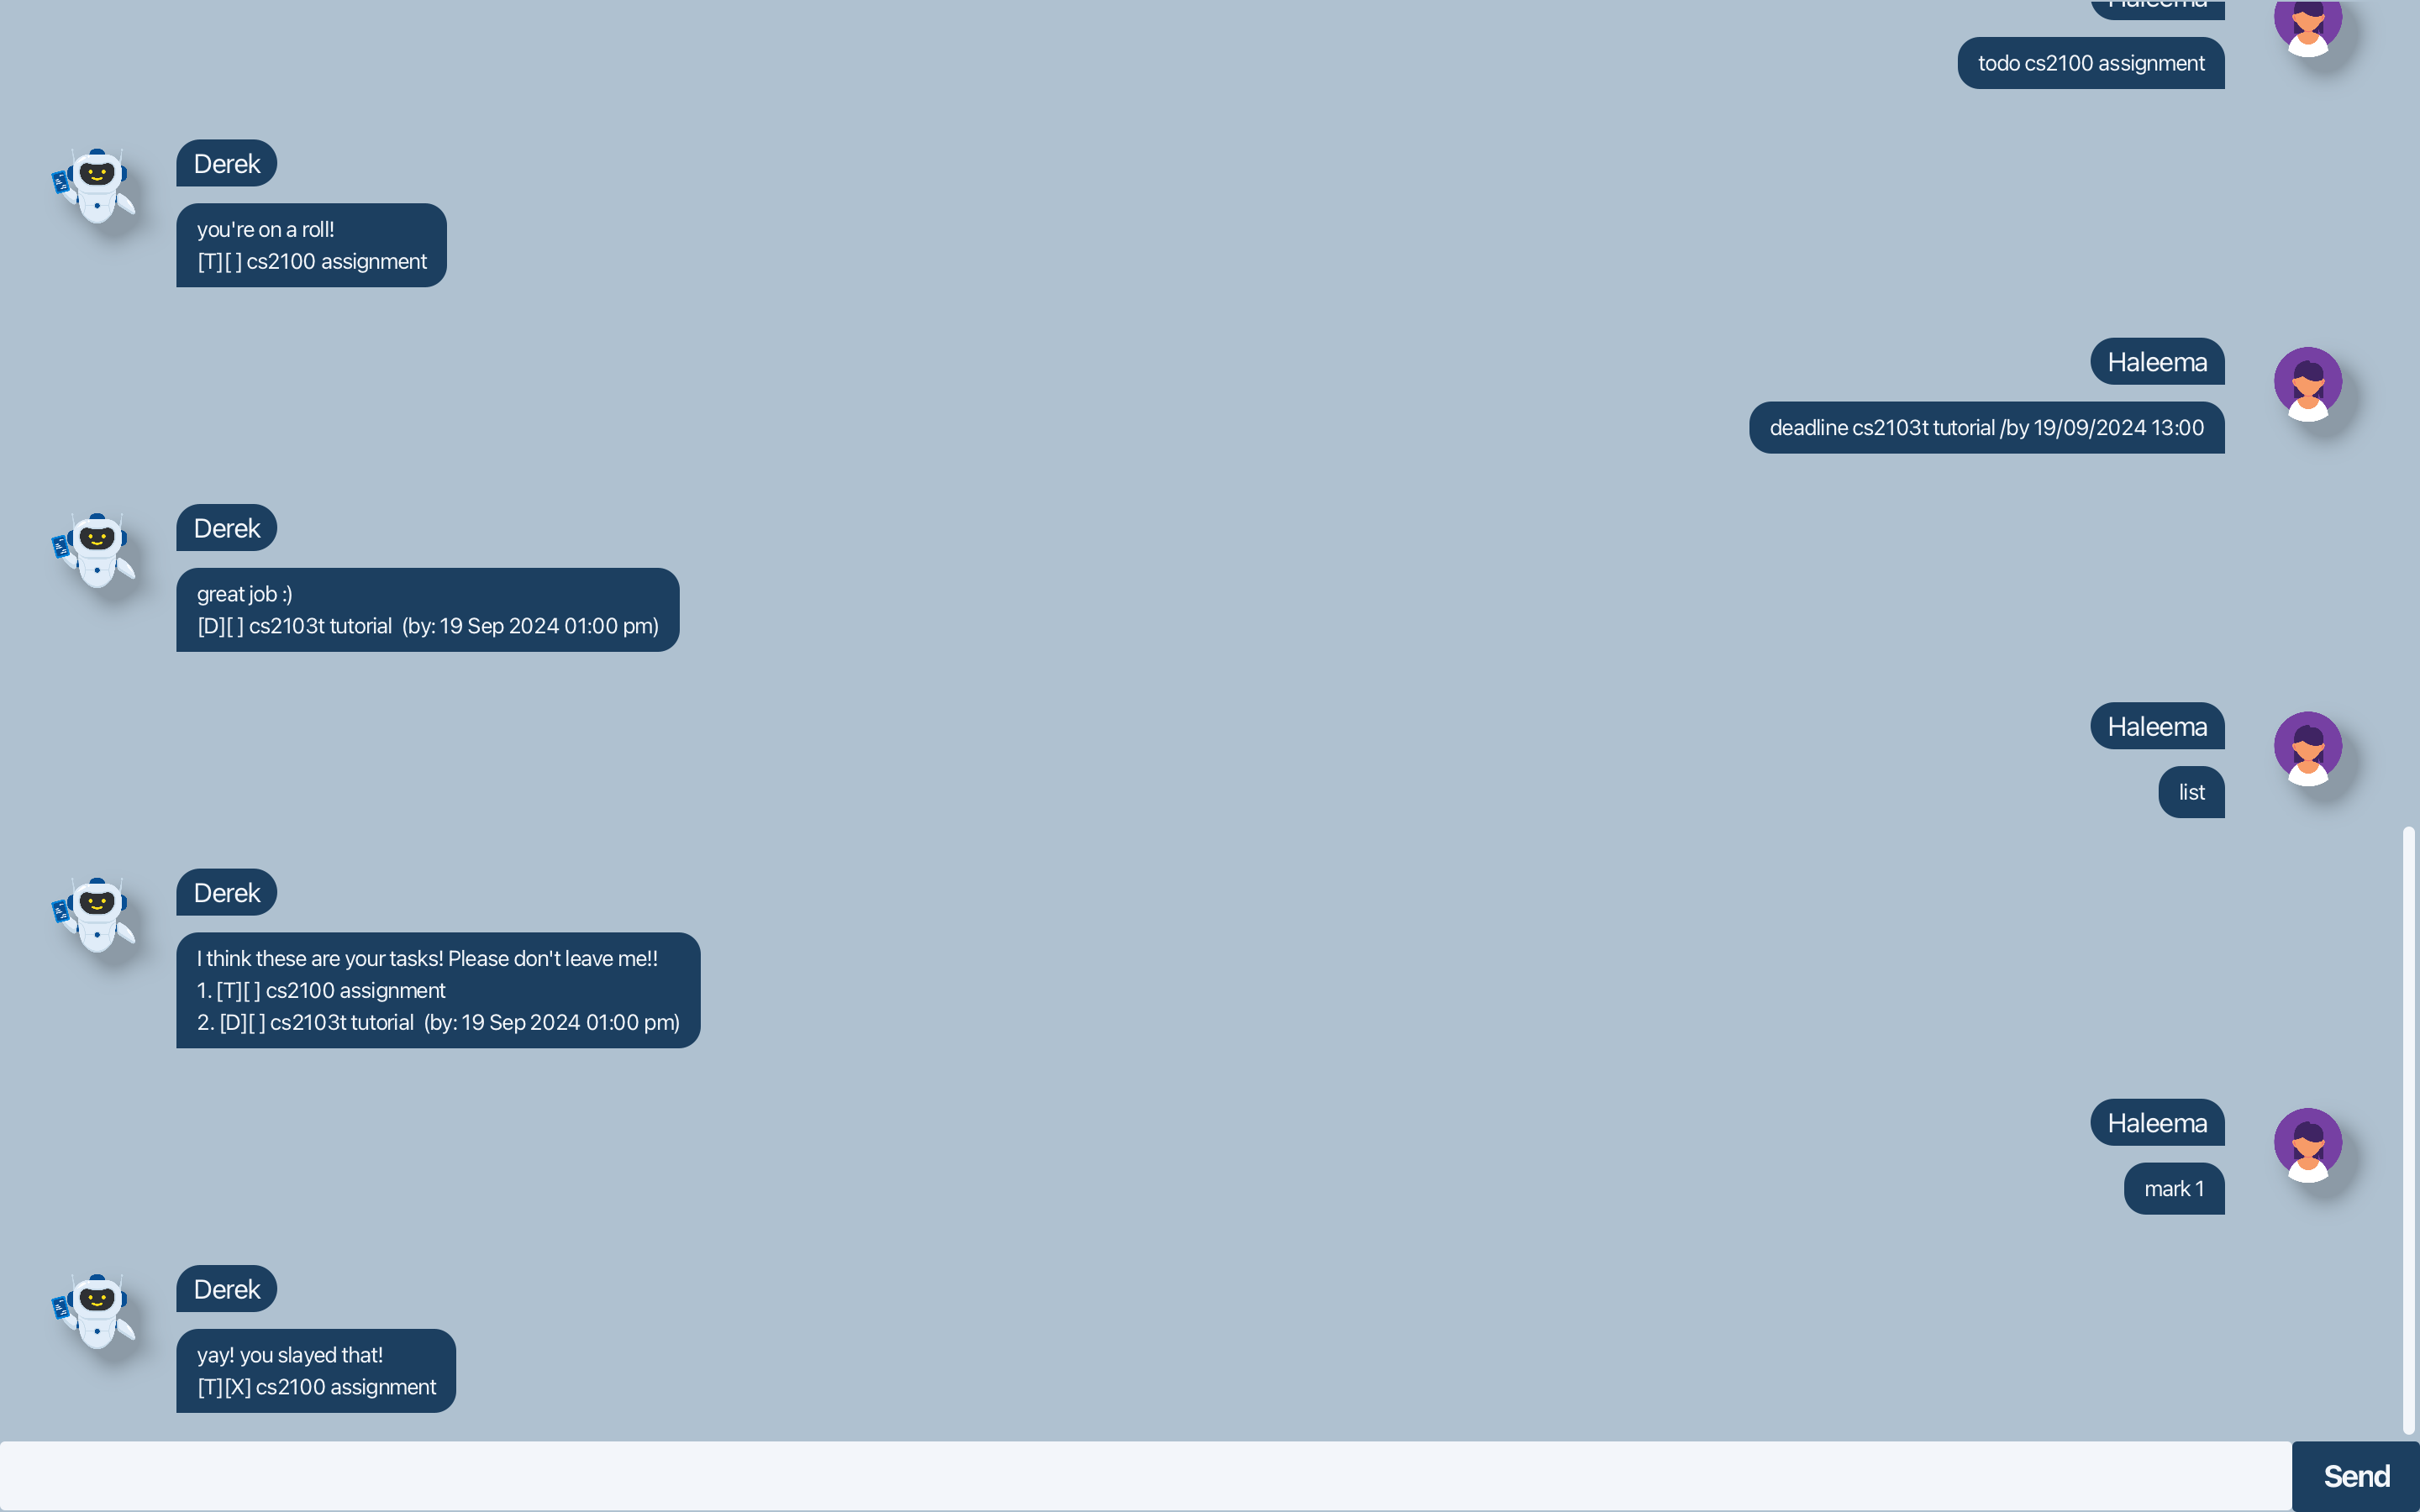 Haleema
todo cs2100 assignment
Derek
you're on a roll!
[T][ ] cs2100 assignment
Haleema
deadline cs2103t tutorial /by 19/09/2024 13:00
Derek
great job :)
[D][ ] cs2103t tutorial  (by: 19 Sep 2024 01:00 pm)
Haleema
list
Derek
I think these are your tasks! Please don't leave me!!
1. [T][ ] cs2100 assignment
2. [D][ ] cs2103t tutorial  (by: 19 Sep 2024 01:00 pm)
Haleema
mark 1
Derek
yay! you slayed that!
[T][X] cs2100 assignment
Send